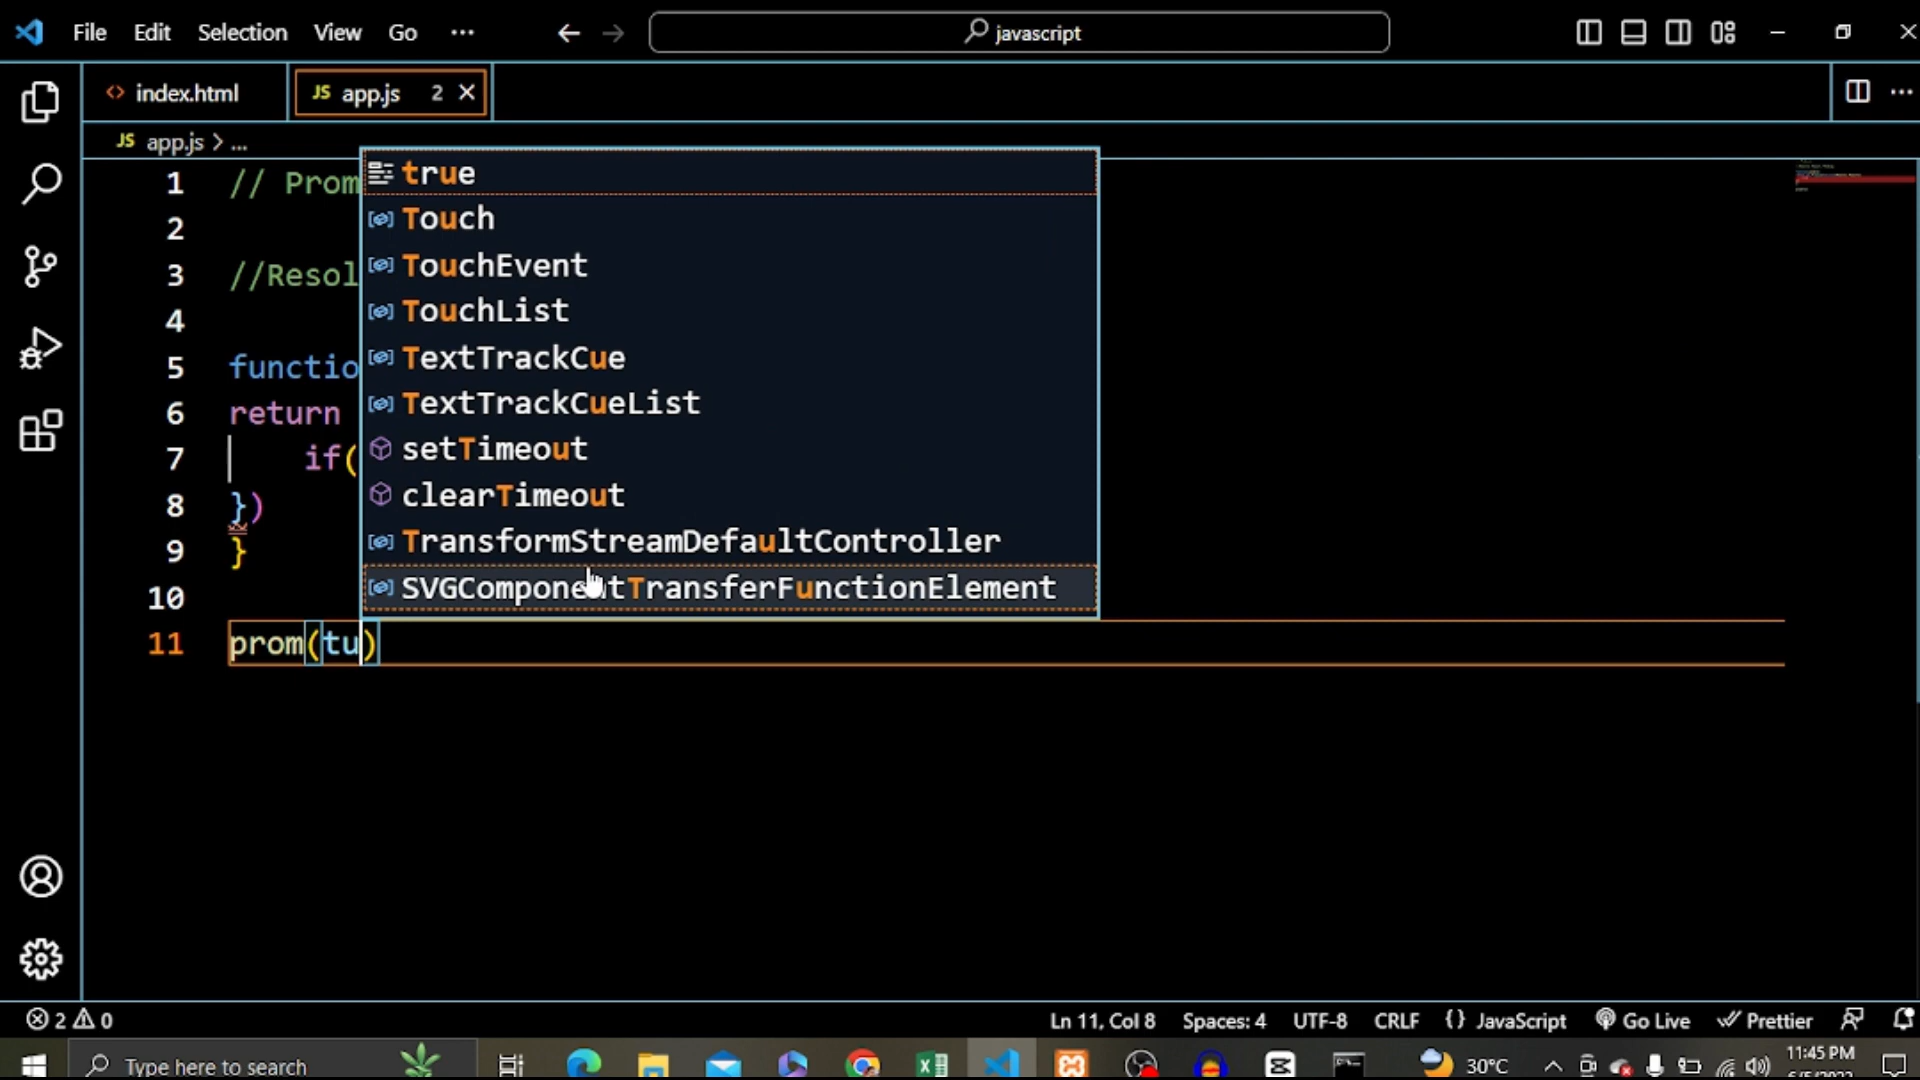 File Edit Selection View Go ··· javascript
index.html app.js 2
JS app.js > ...
1 // Prom
2
3 //Resol
4
5 functio
6 return
7 if(
8 })
9 }
10
11 prom(tu)
true
Touch
TouchEvent
TouchList
TextTrackCue
TextTrackCueList
setTimeout
clearTimeout
TransformStreamDefaultController
SVGComponentTransferFunctionElement
2 0 Ln 11, Col 8 Spaces: 4 UTF-8 CRLF {} JavaScript Go Live Prettier
Type here to search 30°C 11:45 PM